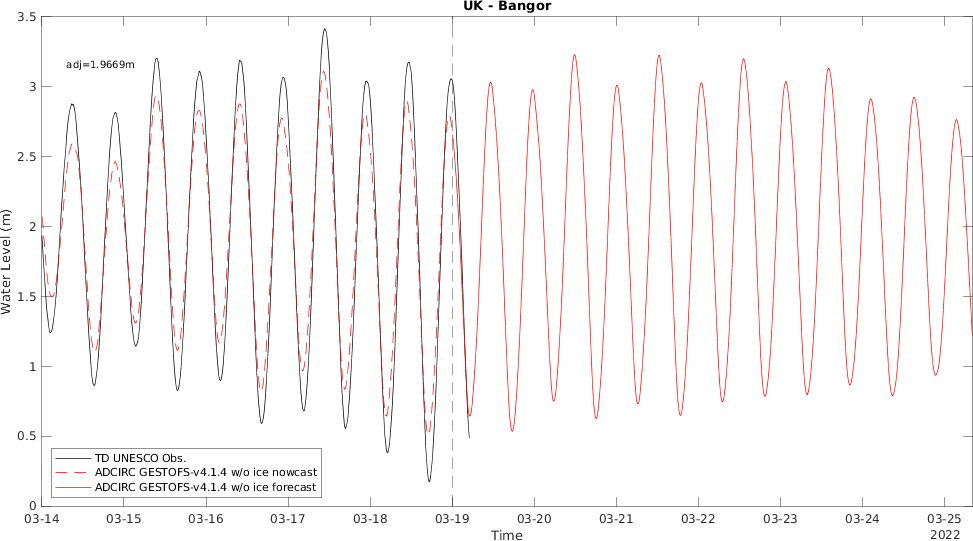 UK - Bangor
adj=1.9669m
3.5
3
2.5
2
1.5
1
0.5
0
Water Level (m)
TD UNESCO Obs.
ADCIRC GESTOFS-v4.1.4 w/o ice nowcast
ADCIRC GESTOFS-v4.1.4 w/o ice forecast
03-14 03-15 03-16 03-17 03-18 03-19 03-20 03-21 03-22 03-23 03-24 03-25
Time
2022